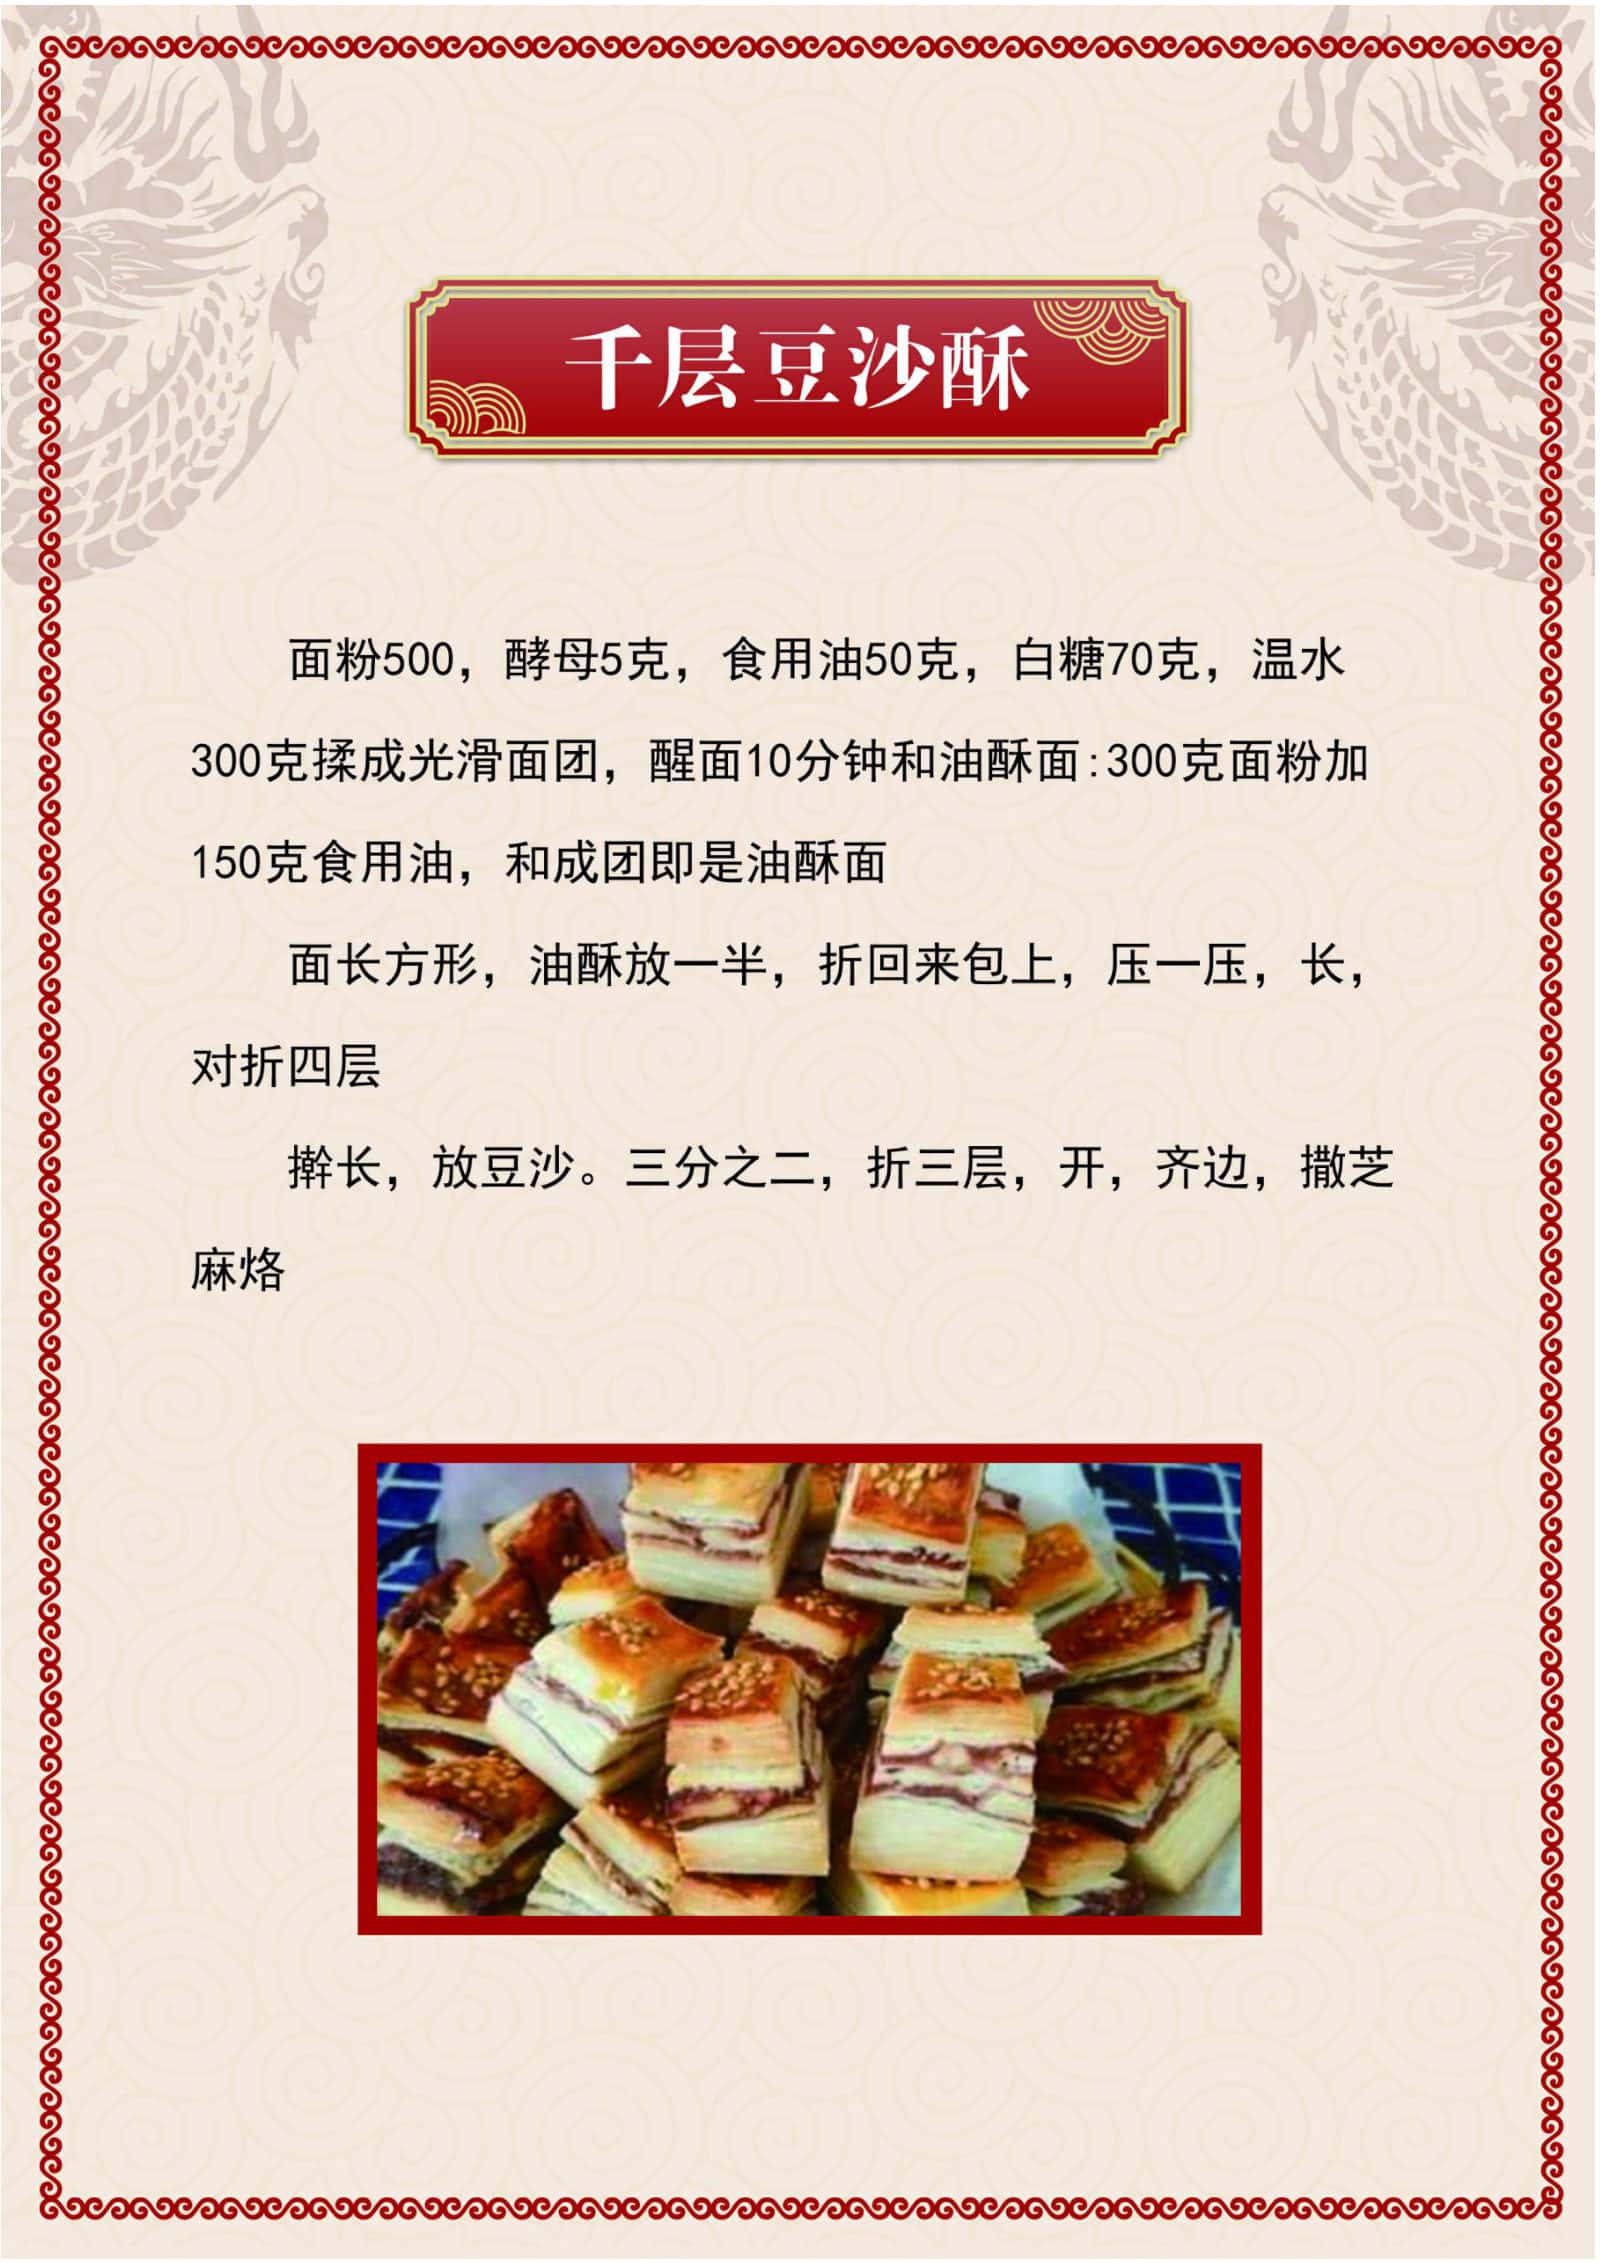 千层豆沙酥
面粉500，酵母5克，食用油50克，白糖70克，温水
300克揉成光滑面团，醒面10分钟和油酥面:300克面粉加
150克食用油，和成团即是油酥面
面长方形，油酥放一半，折回来包上，压一压，长，
对折四层
擀长，放豆沙。三分之二，折三层，开，齐边，撒芝
麻烙